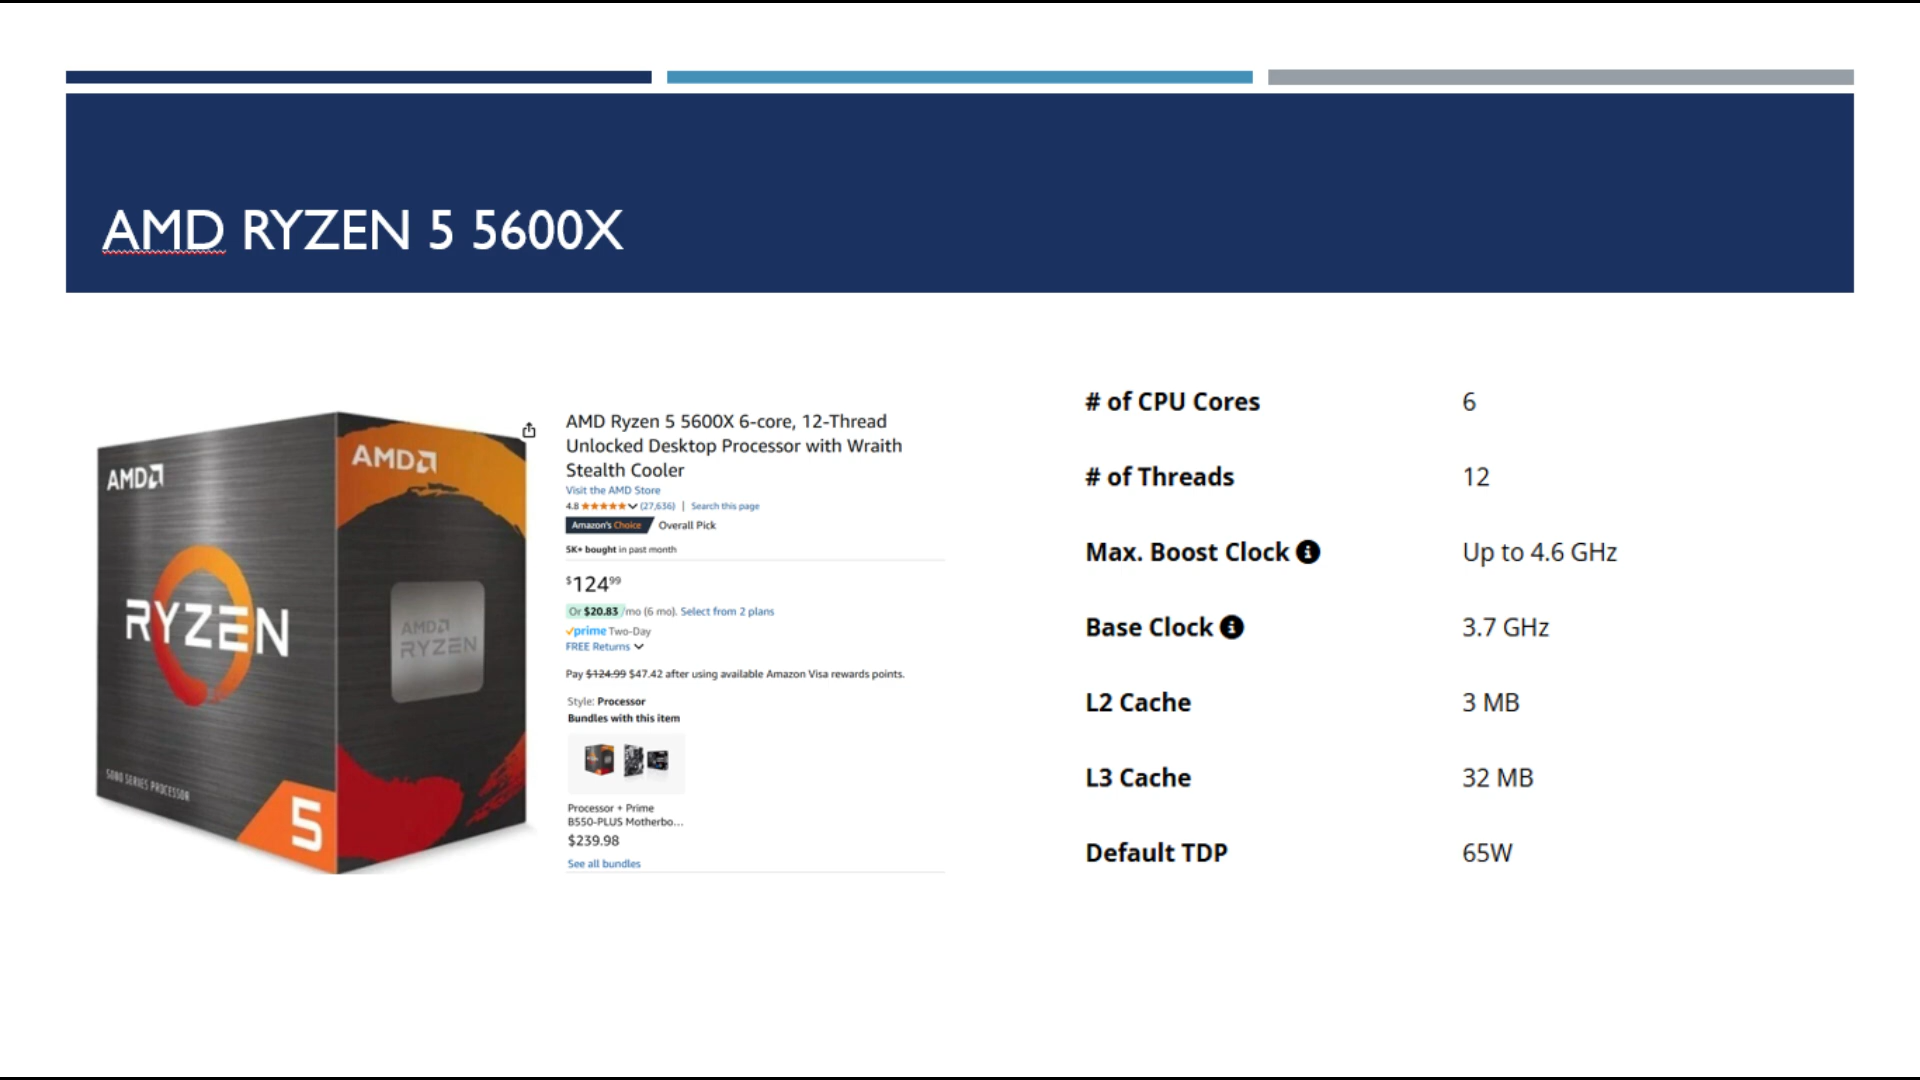 AMD RYZEN 5 5600X
AMD
AMD
RYZEN
AMD
RYZEN
5000 SERIES PROCESSOR
5
AMD Ryzen 5 5600X 6-core, 12-Thread
Unlocked Desktop Processor with Wraith
Stealth Cooler
Visit the AMD Store
4.8 (27,636) | Search this page
Amazon's Choice Overall Pick
5K+ bought in past month
$124.99
Or $20.83 /mo (6 mo). Select from 2 plans
prime Two-Day
FREE Returns
Pay $124.99 $47.42 after using available Amazon Visa rewards points.
Style: Processor
Bundles with this item
Processor + Prime
B550-PLUS Motherbo...
$239.98
See all bundles
# of CPU Cores 6
# of Threads 12
Max. Boost Clock Up to 4.6 GHz
Base Clock 3.7 GHz
L2 Cache 3 MB
L3 Cache 32 MB
Default TDP 65W